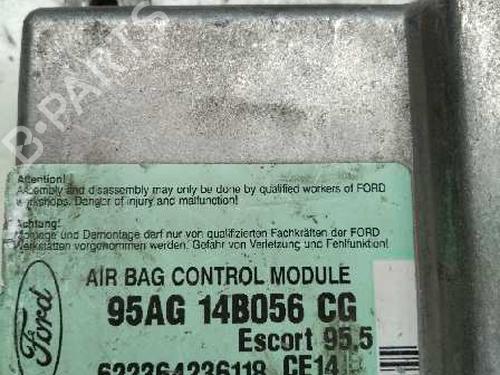 B-PARTS
Attention!
Assembly and disassembly may only be done by qualified workers of FORD
workshops. Danger of injury and malfunction!
Achtung!
Montage und Demontage darf nur von qualifizierten Fachkräften der FORD
Werkstätten vorgenommen werden. Gefahr von Verletzung und Fehlfunktion!
Ford
AIR BAG CONTROL MODULE
95AG 14B056 CG
Escort 95,5
622364236118 CE14